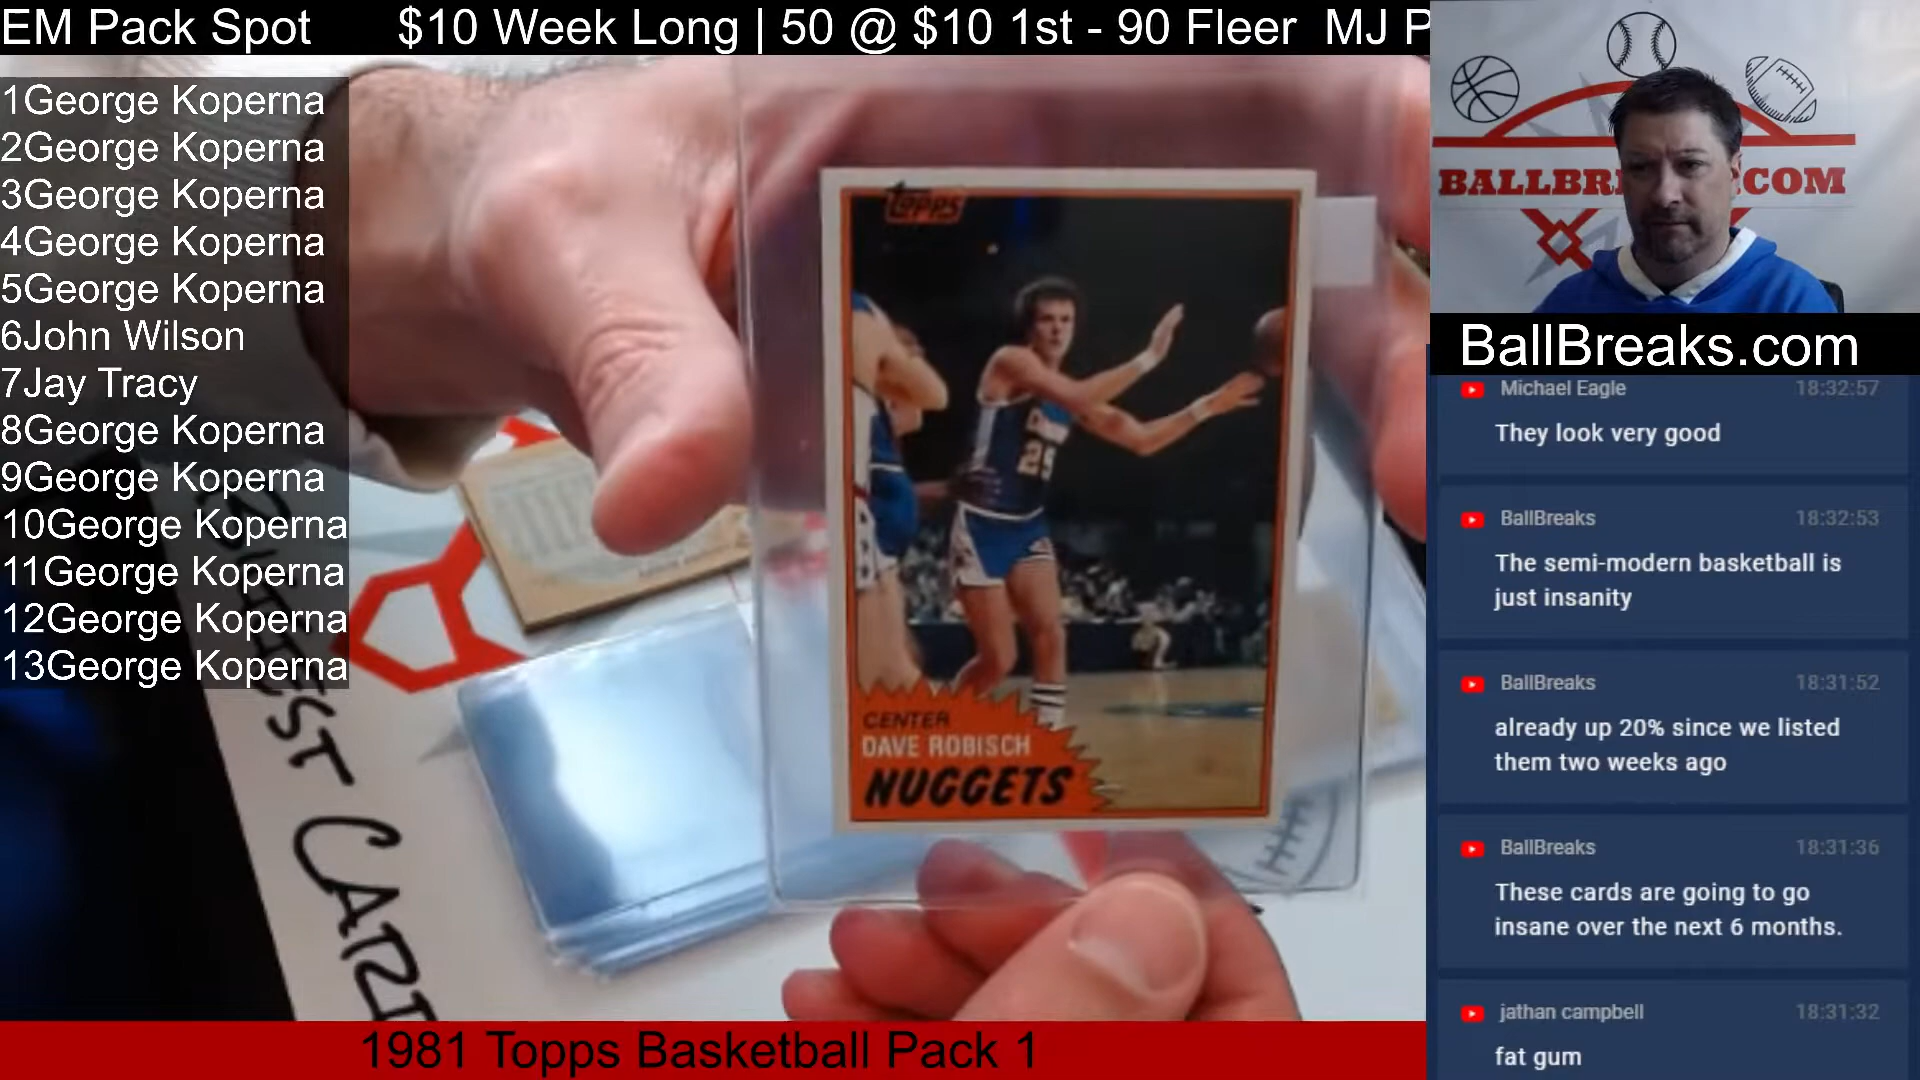 EM Pack Spot $10 Week Long | 50 @ $10 1st - 90 Fleer MJ P
1George Koperna
2George Koperna
3George Koperna
4George Koperna
5George Koperna
6John Wilson
7Jay Tracy
8George Koperna
9George Koperna
10George Koperna
11George Koperna
12George Koperna
13George Koperna
TOPPS
25
CENTER
DAVE ROBISCH
NUGGETS
CARD
1981 Topps Basketball Pack 1
BallBreaks.com
Michael Eagle 18:32:57
They look very good
BallBreaks 18:32:53
The semi-modern basketball is
just insanity
BallBreaks 18:31:52
already up 20% since we listed
them two weeks ago
BallBreaks 18:31:36
These cards are going to go
insane over the next 6 months.
jathan campbell 18:31:32
fat gum